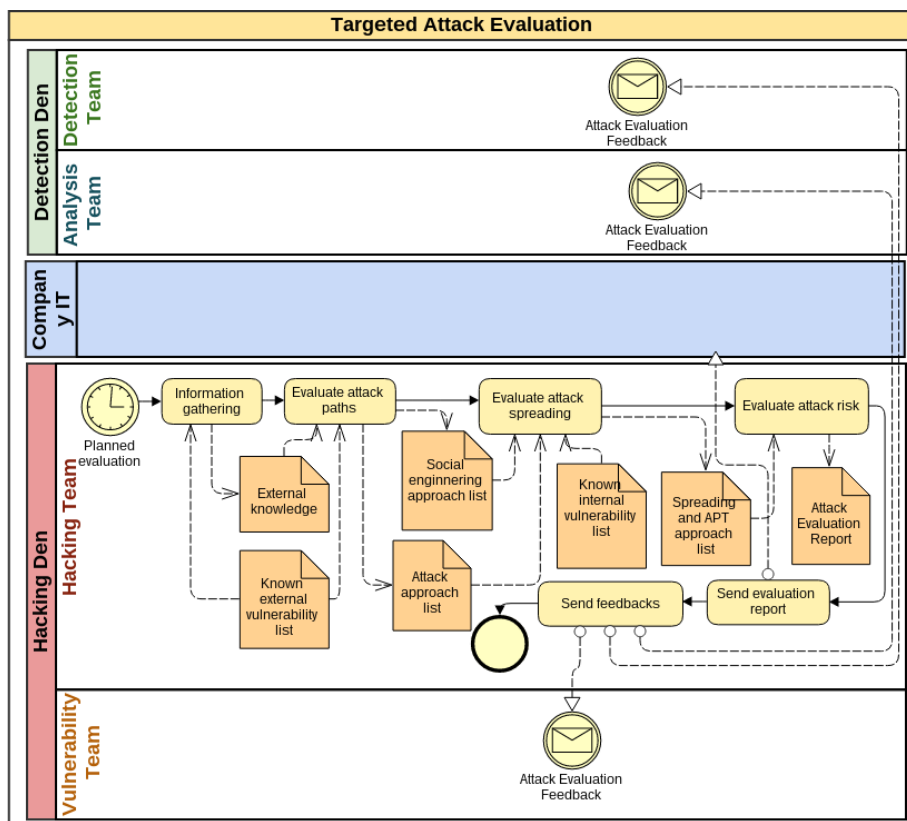 Targeted Attack Evaluation
Detection Den
Detection
Team
Attack Evaluation
Feedback
Analysis
Team
Attack Evaluation
Feedback
Compan
y IT
Hacking Den
Hacking Team
Planned
evaluation
Information
gathering
Evaluate attack
paths
Evaluate attack
spreading
Evaluate attack risk
External
knowledge
Social
enginnering
approach list
Known
internal
vulnerability
list
Spreading
and APT
approach
list
Attack
Evaluation
Report
Known
external
vulnerability
list
Attack
approach
list
Send feedbacks
Send evaluation
report
Vulnerability
Team
Attack Evaluation
Feedback